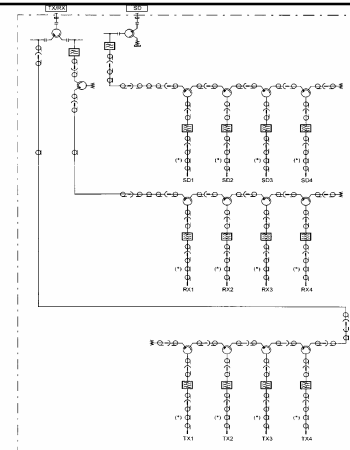 TX/RX SD
(*) (*) (*) (*)
SD1 SD2 SD3 SD4
(*) (*) (*) (*)
RX1 RX2 RX3 RX4
(*) (*) (*) (*)
TX1 TX2 TX3 TX4